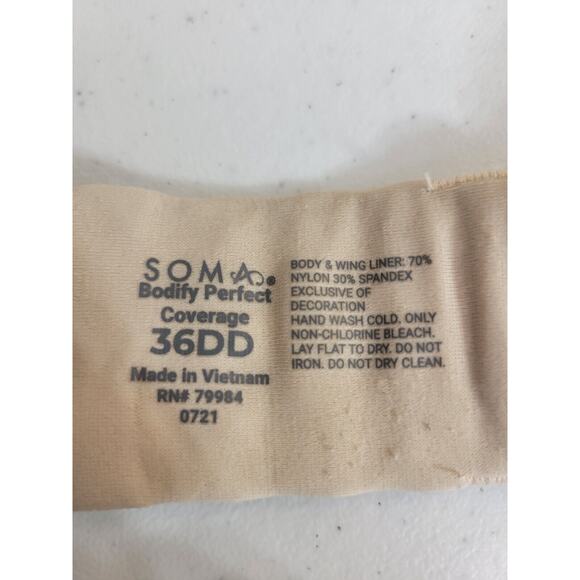 SOMA®
Bodify Perfect
Coverage
36DD
Made in Vietnam
RN# 79984
0721
BODY & WING LINER: 70%
NYLON 30% SPANDEX
EXCLUSIVE OF
DECORATION
HAND WASH COLD. ONLY
NON-CHLORINE BLEACH.
LAY FLAT TO DRY. DO NOT
IRON. DO NOT DRY CLEAN.